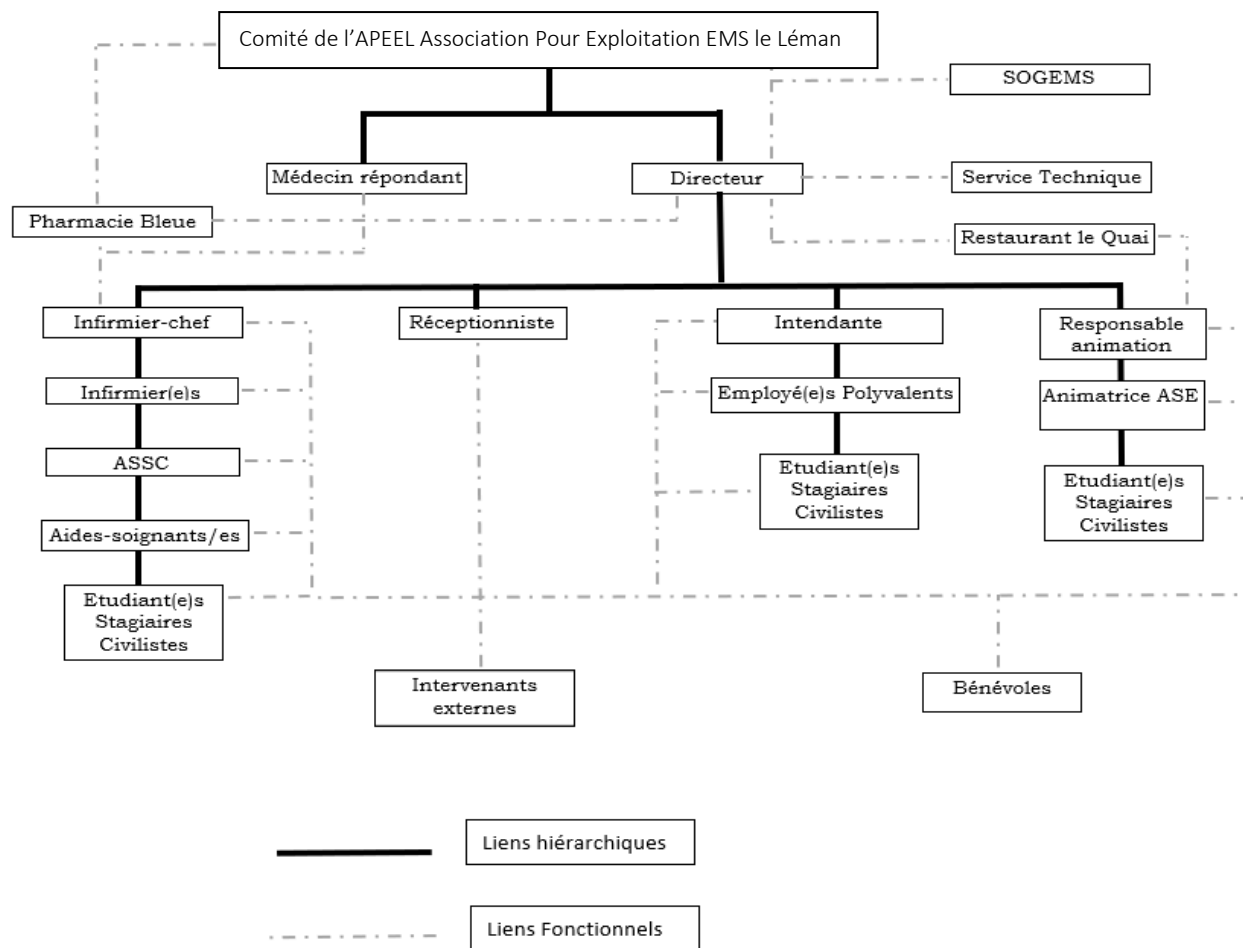 Comité de l’APEEL Association Pour Exploitation EMS le Léman
SOGEMS
Médecin répondant
Directeur
Service Technique
Pharmacie Bleue
Restaurant le Quai
Infirmier-chef
Réceptionniste
Intendante
Responsable
animation
Infirmier(e)s
Employé(e)s Polyvalents
Animatrice ASE
ASSC
Etudiant(e)s
Stagiaires
Civilistes
Etudiant(e)s
Stagiaires
Civilistes
Aides-soignants/es
Etudiant(e)s
Stagiaires
Civilistes
Intervenants
externes
Bénévoles
Liens hiérarchiques
Liens Fonctionnels